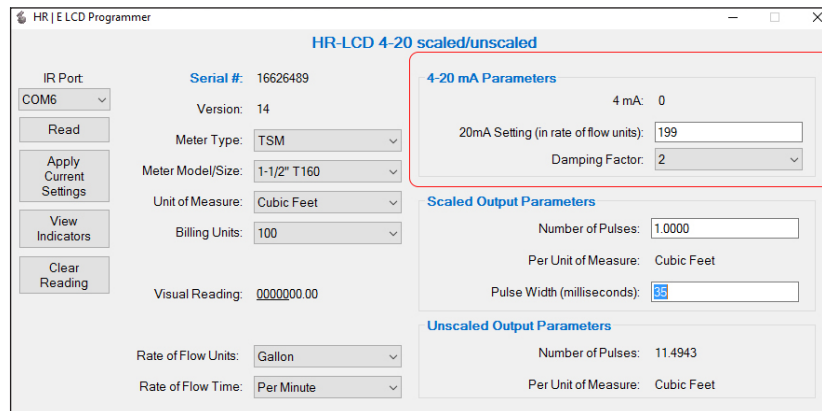 HR | E LCD Programmer
HR-LCD 4-20 scaled/unscaled
IR Port
COM6
Read
Apply
Current
Settings
View
Indicators
Clear
Reading
Serial #: 16626489
Version: 14
Meter Type: TSM
Meter Model/Size: 1-1/2" T160
Unit of Measure: Cubic Feet
Billing Units: 100
Visual Reading: 0000000.00
Rate of Flow Units: Gallon
Rate of Flow Time: Per Minute
4-20 mA Parameters
4 mA: 0
20mA Setting (in rate of flow units): 199
Damping Factor: 2
Scaled Output Parameters
Number of Pulses: 1.0000
Per Unit of Measure: Cubic Feet
Pulse Width (milliseconds): 35
Unscaled Output Parameters
Number of Pulses: 11.4943
Per Unit of Measure: Cubic Feet